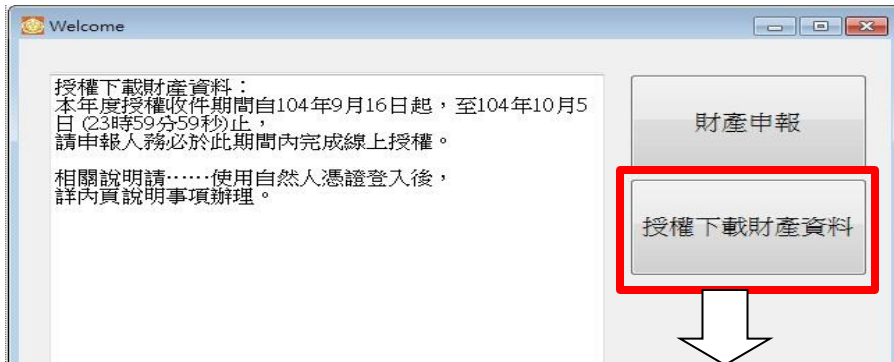 Welcome
授權下載財產資料：
本年度授權收件期間自104年9月16日起，至104年10月5
日 (23時59分59秒)止，
請申報人務必於此期間內完成線上授權。
相關說明請……使用自然人憑證登入後，
詳內頁說明事項辦理。
財產申報
授權下載財產資料